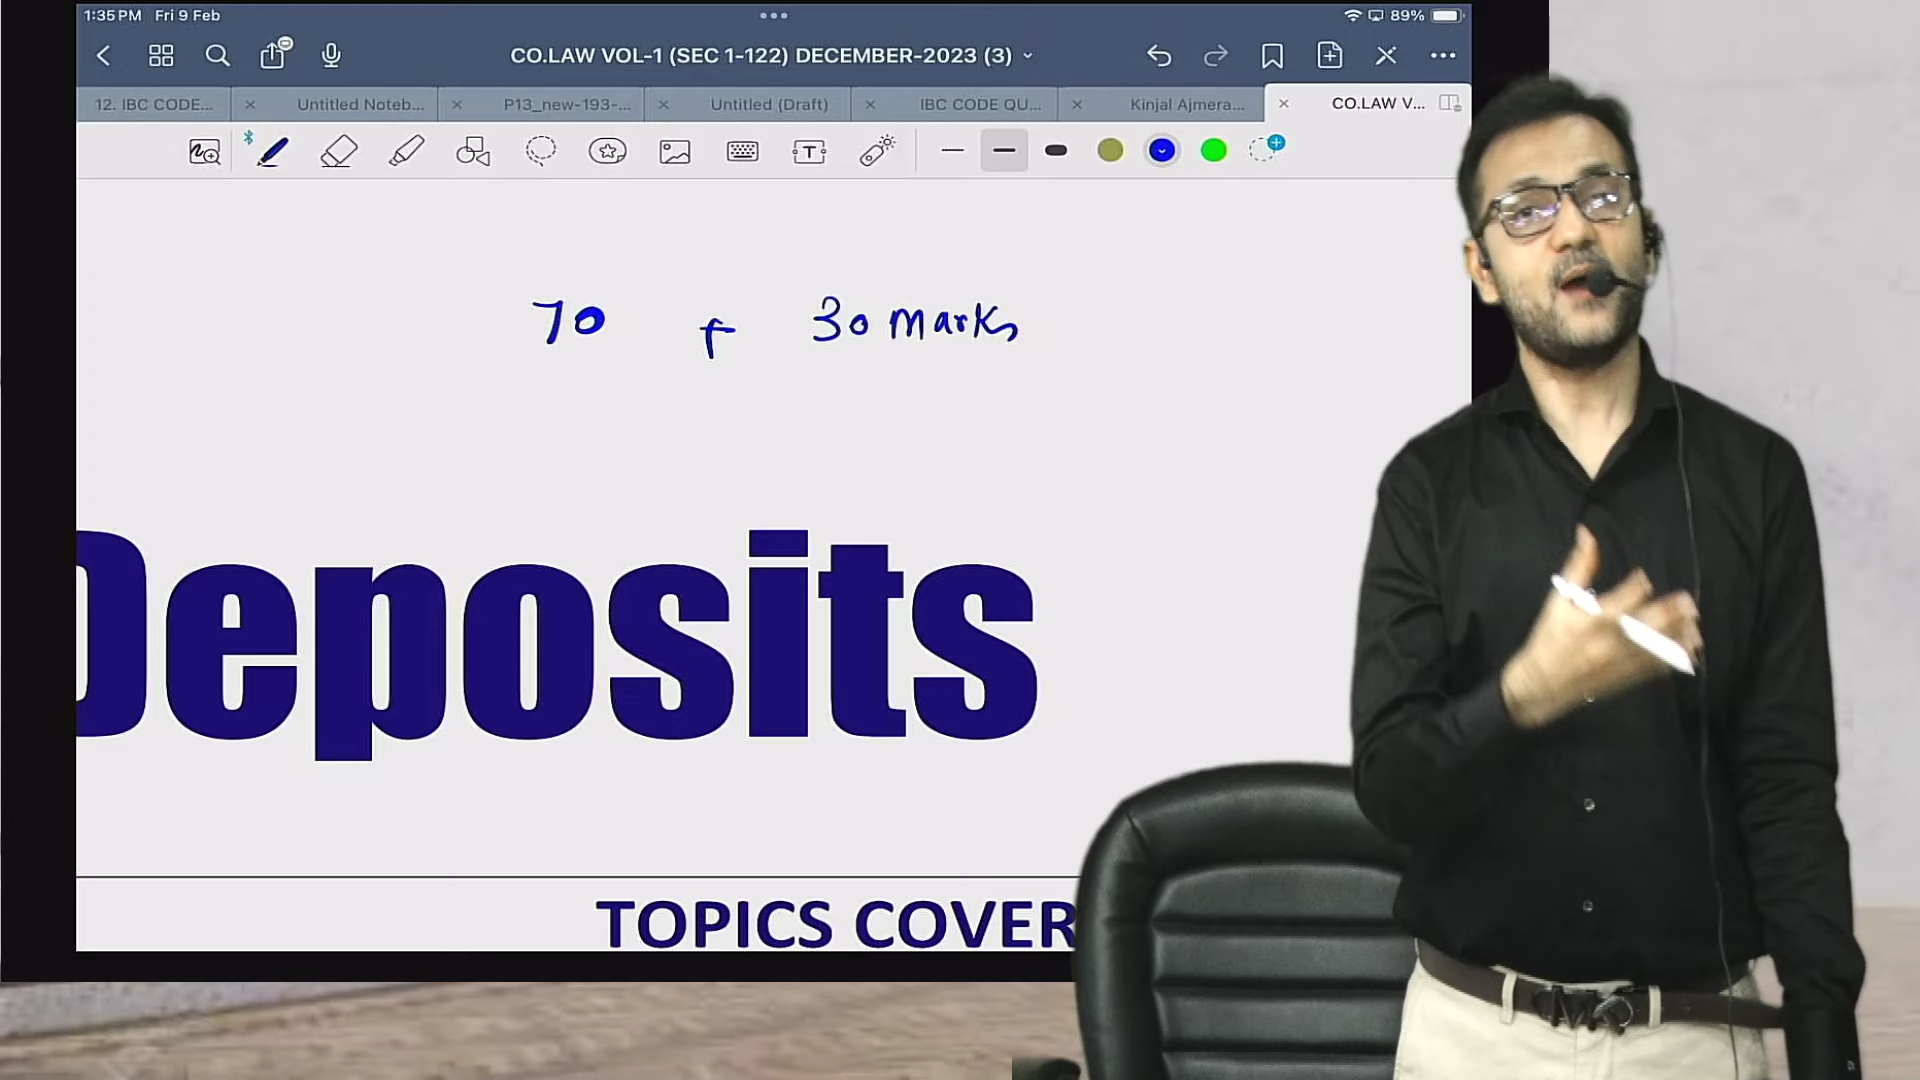 1:35 PM Fri 9 Feb
89%
CO.LAW VOL-1 (SEC 1-122) DECEMBER-2023 (3)
12. IBC CODE... Untitled Noteb... P13_new-193-... Untitled (Draft) IBC CODE QU... Kinjal Ajmera... CO.LAW V...
T
70 + 30 marks
Deposits
TOPICS COVER